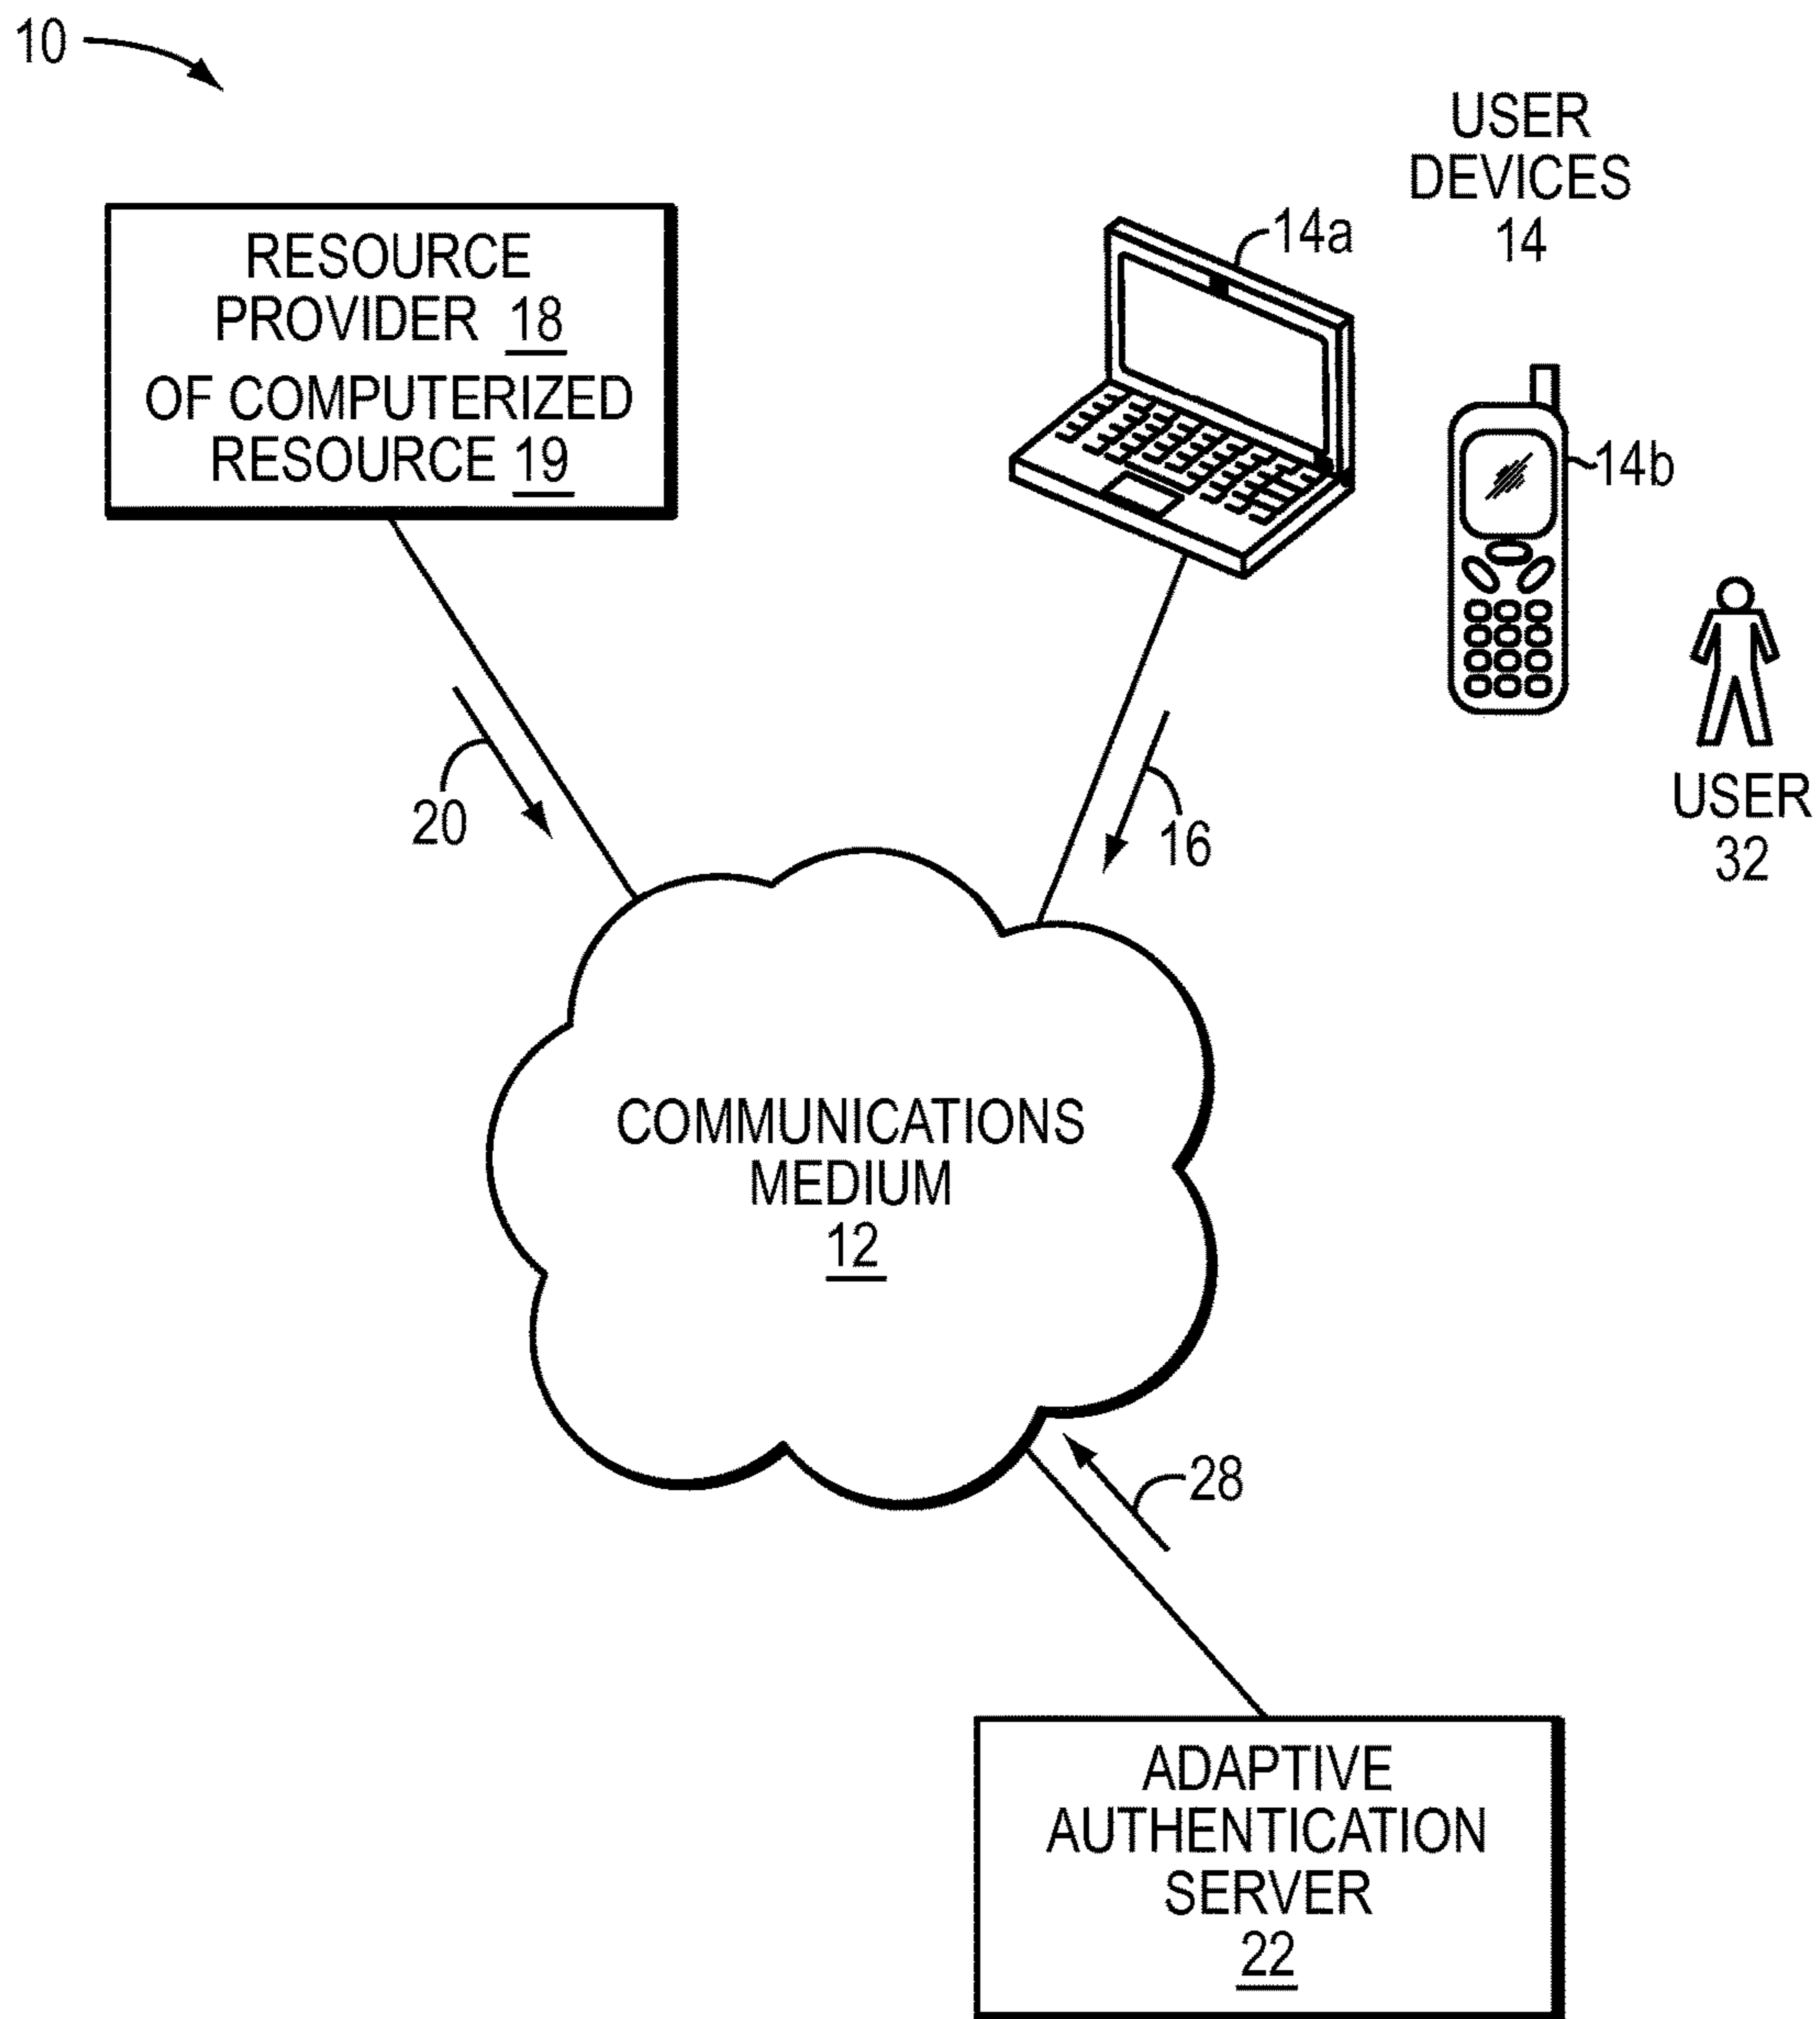 10
USER
DEVICES
14
14a
RESOURCE
PROVIDER 18
OF COMPUTERIZED
RESOURCE 19
14b
20
16
USER
32
COMMUNICATIONS
MEDIUM
12
28
ADAPTIVE
AUTHENTICATION
SERVER
22